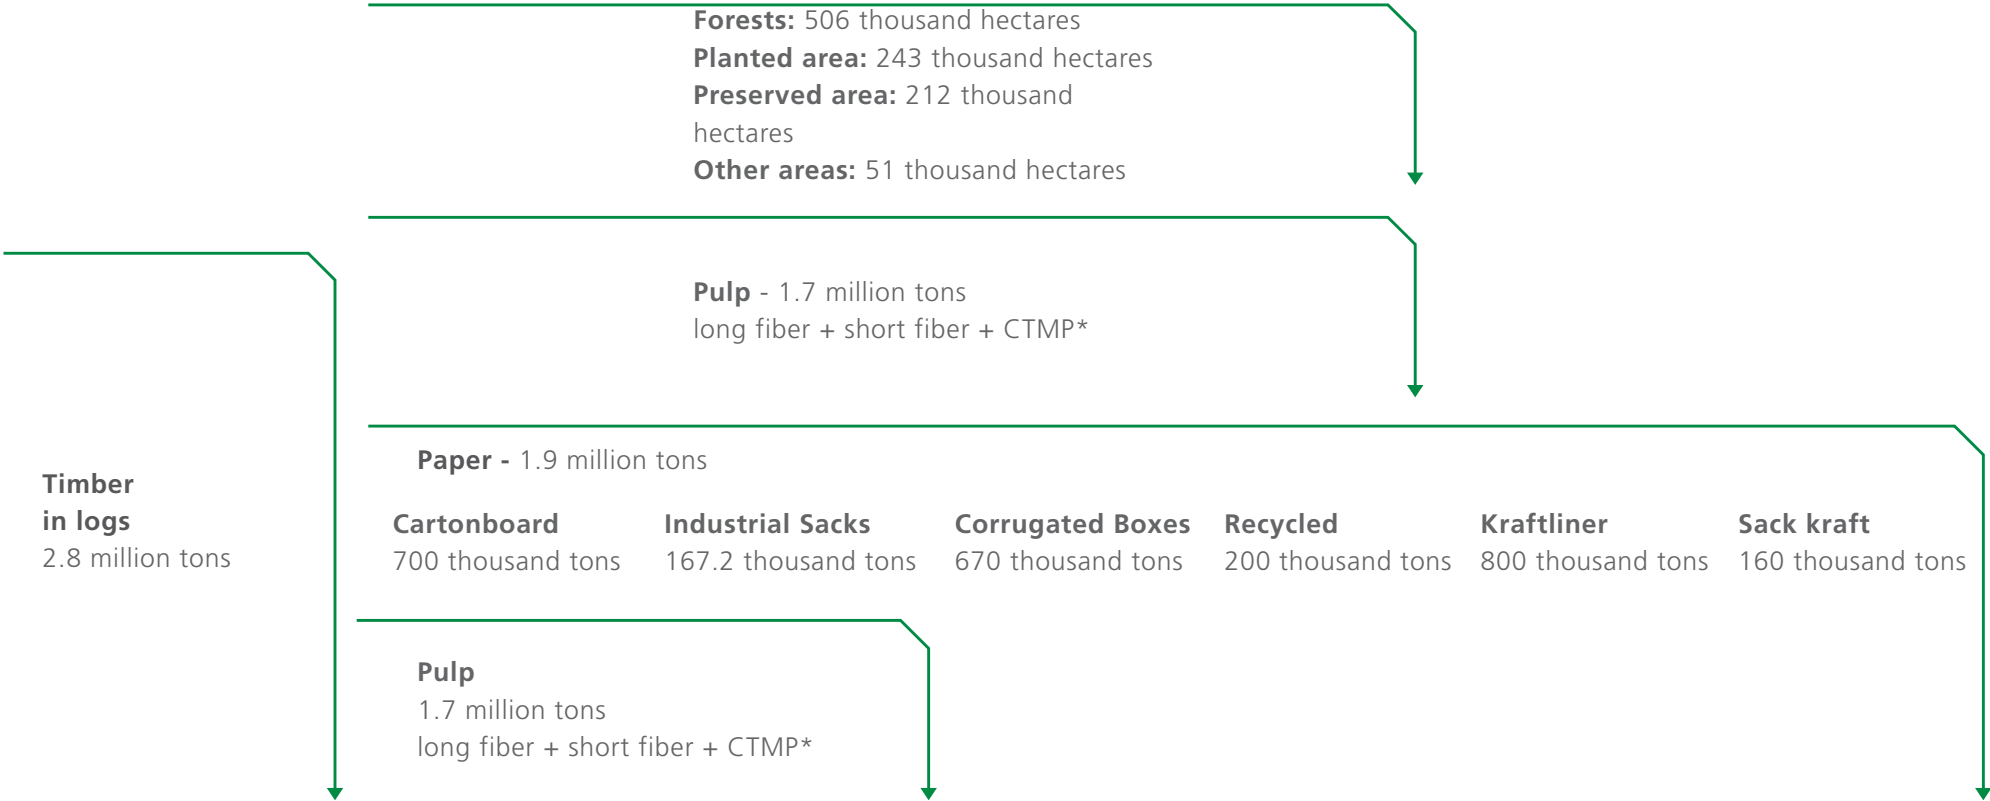 Forests: 506 thousand hectares
Planted area: 243 thousand hectares
Preserved area: 212 thousand
hectares
Other areas: 51 thousand hectares
Pulp - 1.7 million tons
long fiber + short fiber + CTMP*
Timber
in logs
2.8 million tons
Paper - 1.9 million tons
Cartonboard
700 thousand tons
Industrial Sacks
167.2 thousand tons
Corrugated Boxes
670 thousand tons
Recycled
200 thousand tons
Kraftliner
800 thousand tons
Sack kraft
160 thousand tons
Pulp
1.7 million tons
long fiber + short fiber + CTMP*